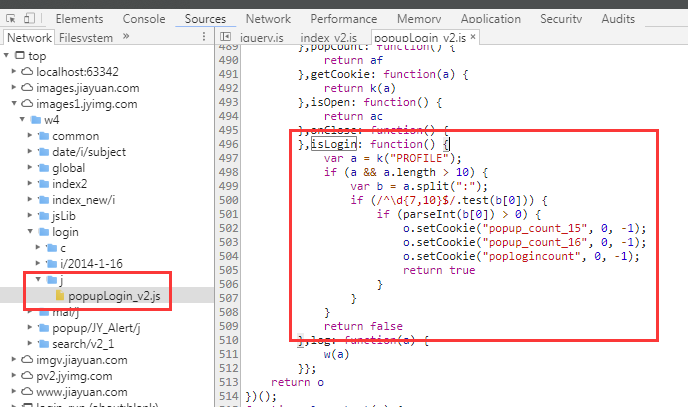 Elements Console Sources Network Performance Memory Application Security Audits
Network Filesystem »
jquery.js index_v2.js popupLogin_v2.js ×
top
localhost:63342
images.jiayuan.com
images1.jyimg.com
w4
common
date/i/subject
global
index2
index_new/i
jsLib
login
c
i/2014-1-16
j
popupLogin_v2.js
mai/j
popup/JY_Alert/j
search/v2_1
imgv.jiayuan.com
pv2.jyimg.com
www.jiayuan.com
489 },popCount: function() {
490 return af
491 },getCookie: function(a) {
492 return k(a)
493 },isOpen: function() {
494 return ac
495 },onClose: function() {
496 },isLogin: function() {
497 var a = k("PROFILE");
498 if (a && a.length > 10) {
499 var b = a.split(":");
500 if (/^\d{7,10}$/.test(b[0])) {
501 if (parseInt(b[0]) > 0) {
502 o.setCookie("popup_count_15", 0, -1);
503 o.setCookie("popup_count_16", 0, -1);
504 o.setCookie("poplogincount", 0, -1);
505 return true
506 }
507 }
508 }
509 return false
510 },log: function(a) {
511 w(a)
512 }};
513 return o
514 })();